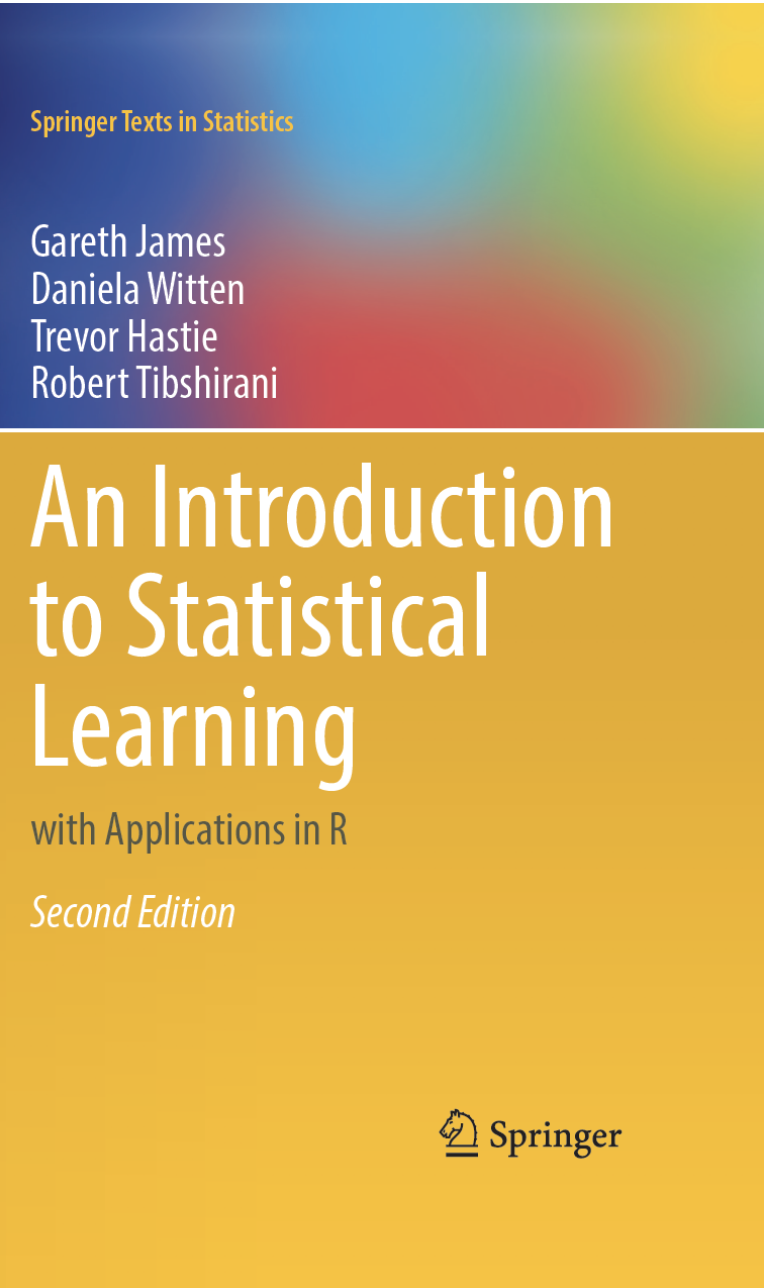 Springer Texts in Statistics
Gareth James
Daniela Witten
Trevor Hastie
Robert Tibshirani
An Introduction
to Statistical
Learning
with Applications in R
Second Edition
Springer